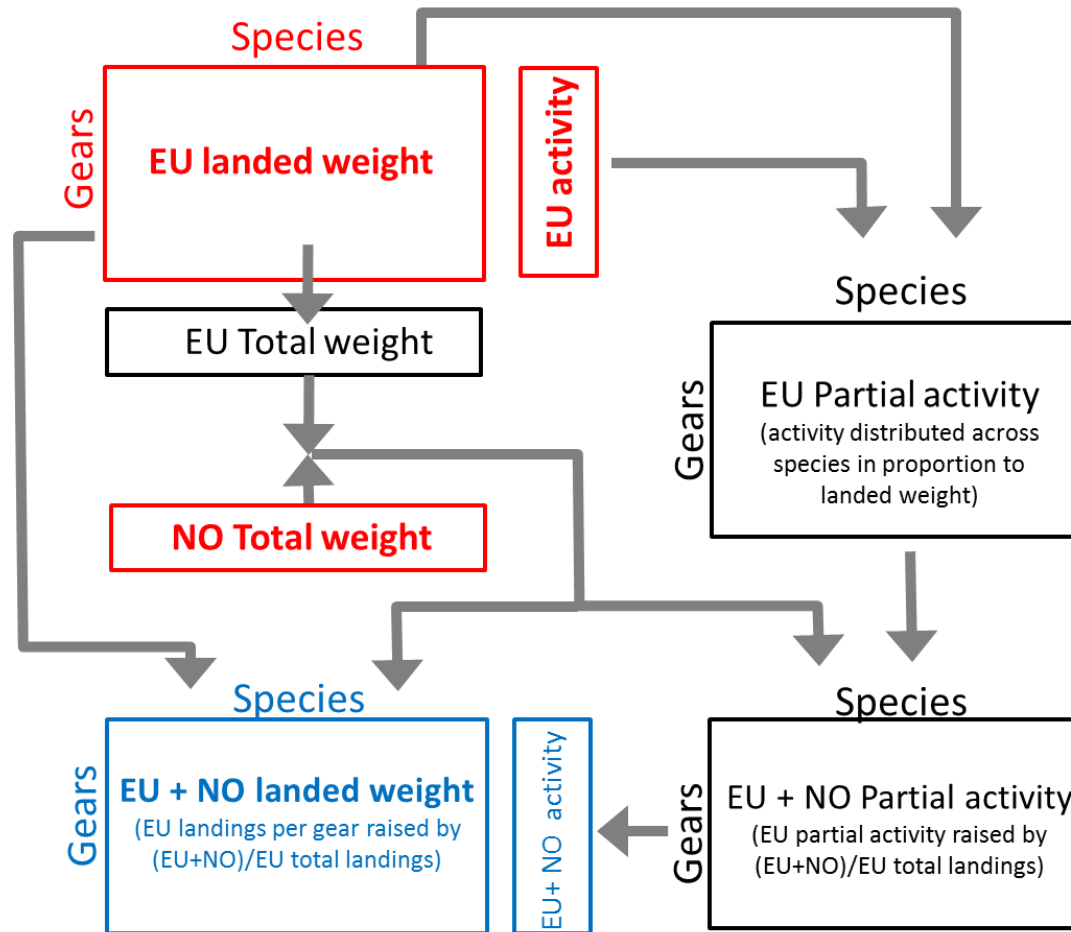 Species
Gears
EU landed weight
EU activity
EU Total weight
NO Total weight
Species
Gears
EU Partial activity
(activity distributed across
species in proportion to
landed weight)
Species
Gears
EU + NO landed weight
(EU landings per gear raised by
(EU+NO)/EU total landings)
EU+ NO activity
Species
Gears
EU + NO Partial activity
(EU partial activity raised by
(EU+NO)/EU total landings)